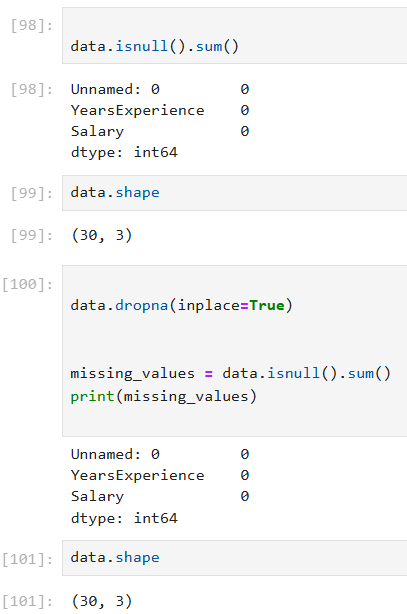 [98]:
data.isnull().sum()
[98]: Unnamed: 0         0
YearsExperience    0
Salary             0
dtype: int64
[99]: data.shape
[99]: (30, 3)
[100]:
data.dropna(inplace=True)
missing_values = data.isnull().sum()
print(missing_values)
Unnamed: 0         0
YearsExperience    0
Salary             0
dtype: int64
[101]: data.shape
[101]: (30, 3)